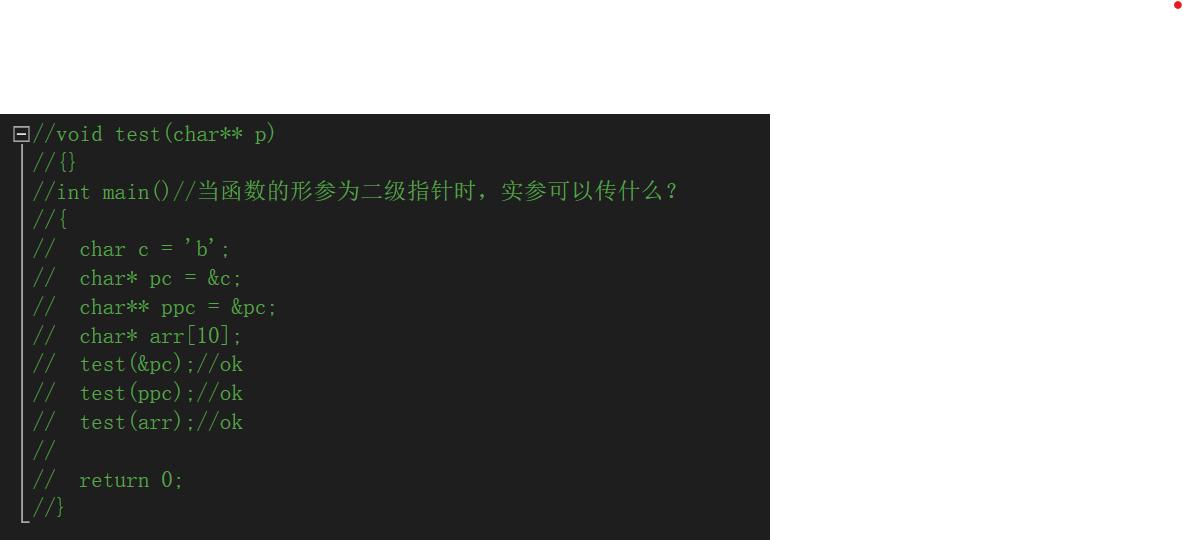 //void test(char** p)
//{}
//int main()//当函数的形参为二级指针时，实参可以传什么？
//{
//  char c = 'b';
//  char* pc = &c;
//  char** ppc = &pc;
//  char* arr[10];
//  test(&pc);//ok
//  test(ppc);//ok
//  test(arr);//ok
//
//  return 0;
//}